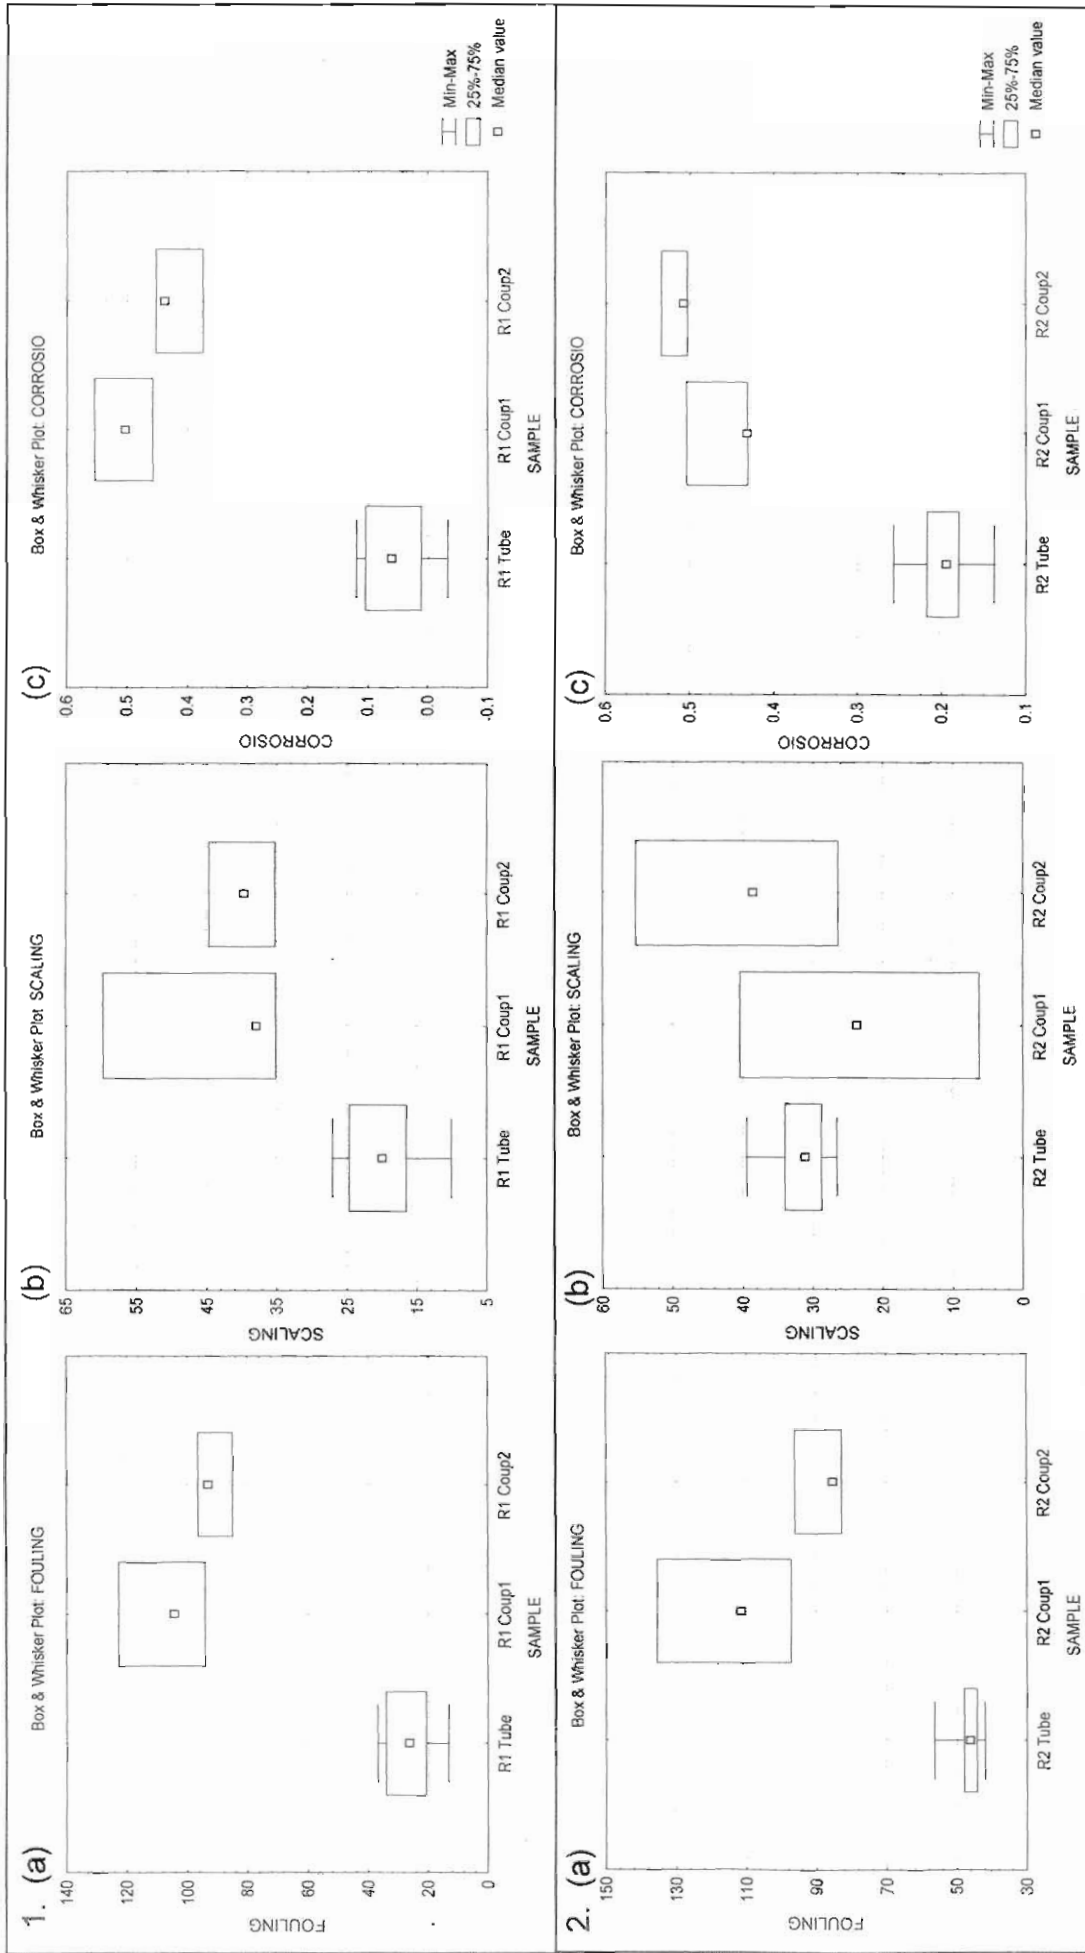 1. (a)
Box & Whisker Plot: FOULING
140
120
100
80
60
40
20
0
FOULING
R1 Tube
R1 Coup1
R1 Coup2
SAMPLE
(b)
Box & Whisker Plot SCALING
65
55
45
35
25
15
5
SCALING
R1 Tube
R1 Coup1
R1 Coup2
SAMPLE
(c)
Box & Whisker Plot: CORROSIO
0.6
0.5
0.4
0.3
0.2
0.1
0.0
-0.1
CORROSIO
R1 Tube
R1 Coup1
R1 Coup2
SAMPLE
Min-Max
25%-75%
Median value
2. (a)
Box & Whisker Plot: FOULING
150
130
110
90
70
50
30
FOULING
R2 Tube
R2 Coup1
R2 Coup2
SAMPLE
(b)
Box & Whisker Plot: SCALING
60
50
40
30
20
10
0
SCALING
R2 Tube
R2 Coup1
R2 Coup2
SAMPLE
(c)
Box & Whisker Plot: CORROSIO
0.6
0.5
0.4
0.3
0.2
0.1
CORROSIO
R2 Tube
R2 Coup1
R2 Coup2
SAMPLE
Min-Max
25%-75%
Median value